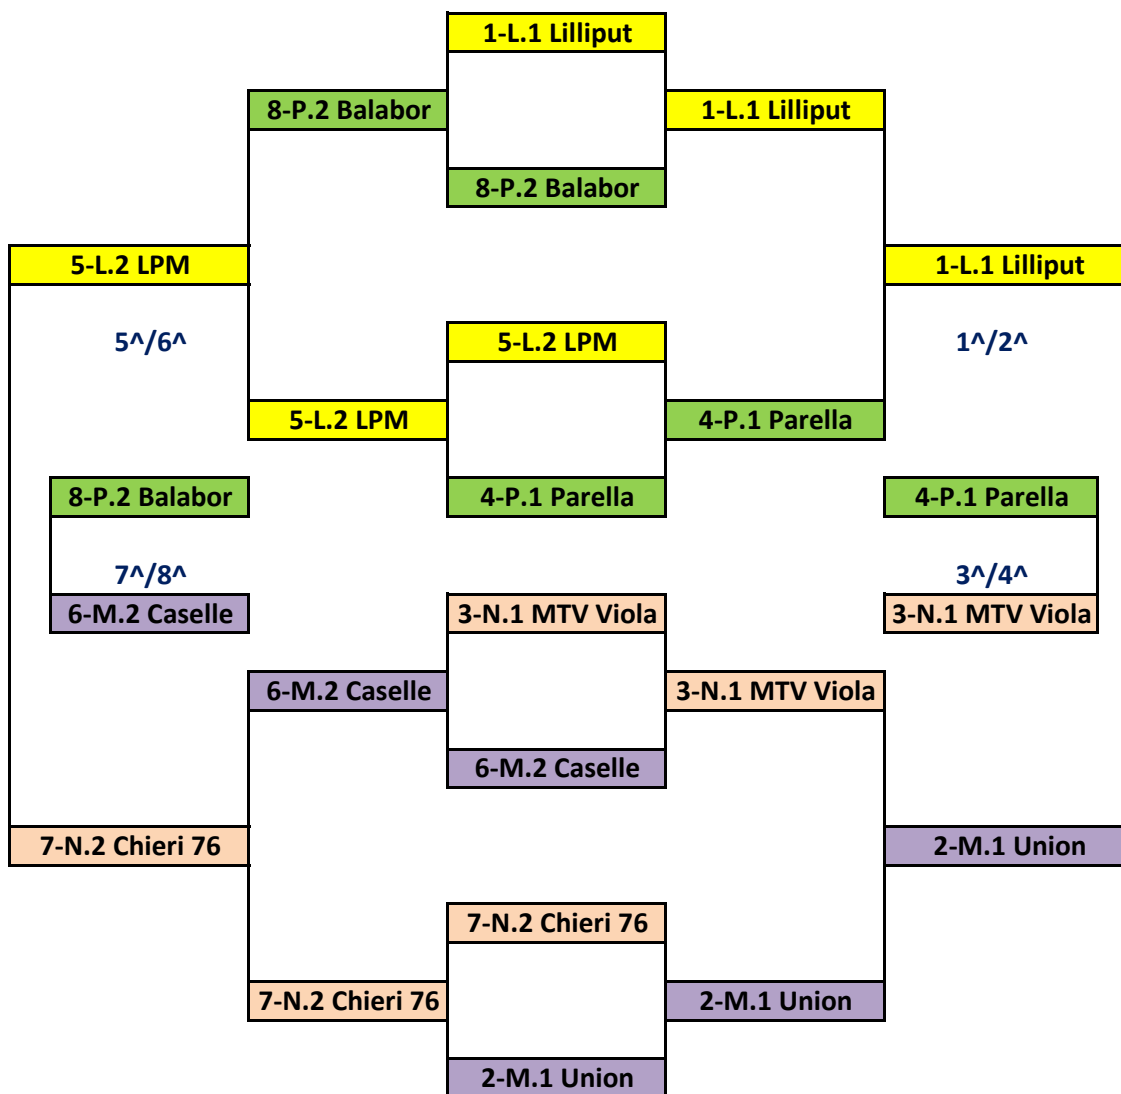 1-L.1 Lilliput
8-P.2 Balabor
1-L.1 Lilliput
8-P.2 Balabor
5-L.2 LPM
1-L.1 Lilliput
5^/6^
5-L.2 LPM
1^/2^
5-L.2 LPM
4-P.1 Parella
8-P.2 Balabor
4-P.1 Parella
4-P.1 Parella
7^/8^
3^/4^
6-M.2 Caselle
3-N.1 MTV Viola
3-N.1 MTV Viola
6-M.2 Caselle
3-N.1 MTV Viola
6-M.2 Caselle
7-N.2 Chieri 76
2-M.1 Union
7-N.2 Chieri 76
7-N.2 Chieri 76
2-M.1 Union
2-M.1 Union